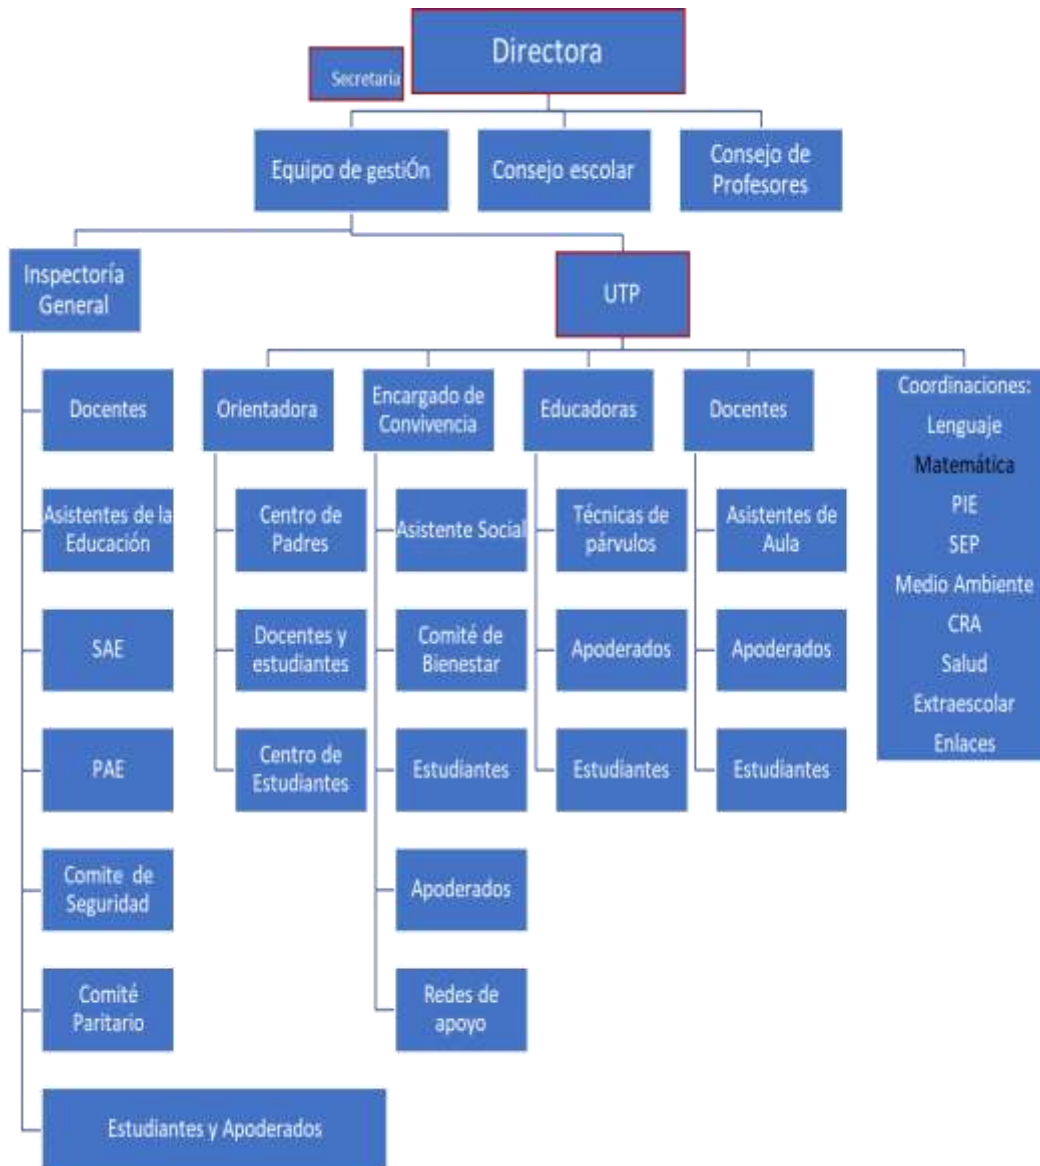 Directora
Secretaria
Equipo de gestiÓn
Consejo escolar
Consejo de
Profesores
Inspectoría
General
UTP
Docentes
Orientadora
Encargado de
Convivencia
Educadoras
Docentes
Coordinaciones:
Lenguaje
Matemática
PIE
SEP
Medio Ambiente
CRA
Salud
Extraescolar
Enlaces
Asistentes de la
Educación
Centro de
Padres
Asistente Social
Técnicas de
párvulos
Asistentes de
Aula
SAE
Docentes y
estudiantes
Comité de
Bienestar
Apoderados
Apoderados
PAE
Centro de
Estudiantes
Estudiantes
Estudiantes
Estudiantes
Comite de
Seguridad
Apoderados
Comité
Paritario
Redes de
apoyo
Estudiantes y Apoderados